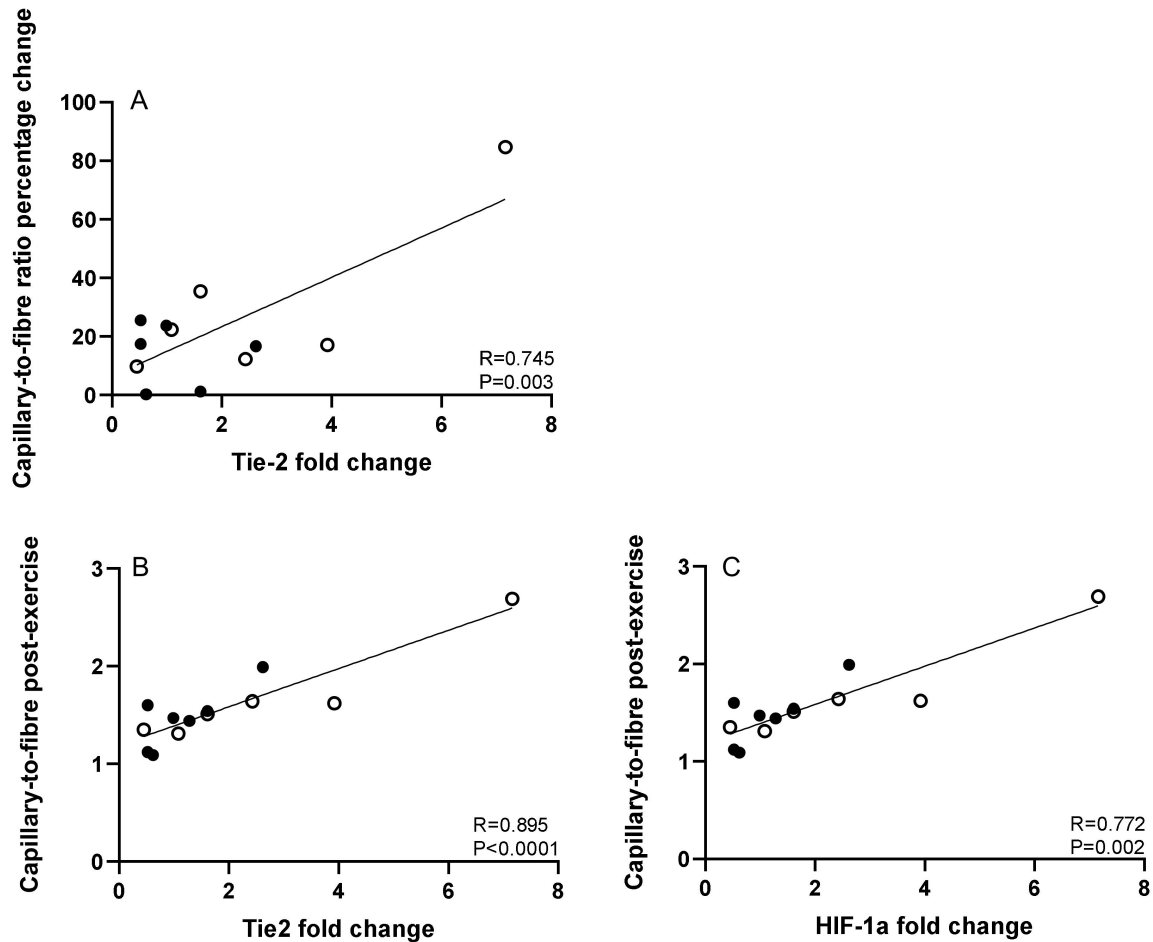 Capillary-to-fibre ratio percentage change
A
100
80
60
40
20
0
R=0.745
P=0.003
0 2 4 6 8
Tie-2 fold change
Capillary-to-fibre post-exercise
B
3
2
1
0
R=0.895
P<0.0001
0 2 4 6 8
Tie2 fold change
Capillary-to-fibre post-exercise
C
3
2
1
0
R=0.772
P=0.002
0 2 4 6 8
HIF-1a fold change